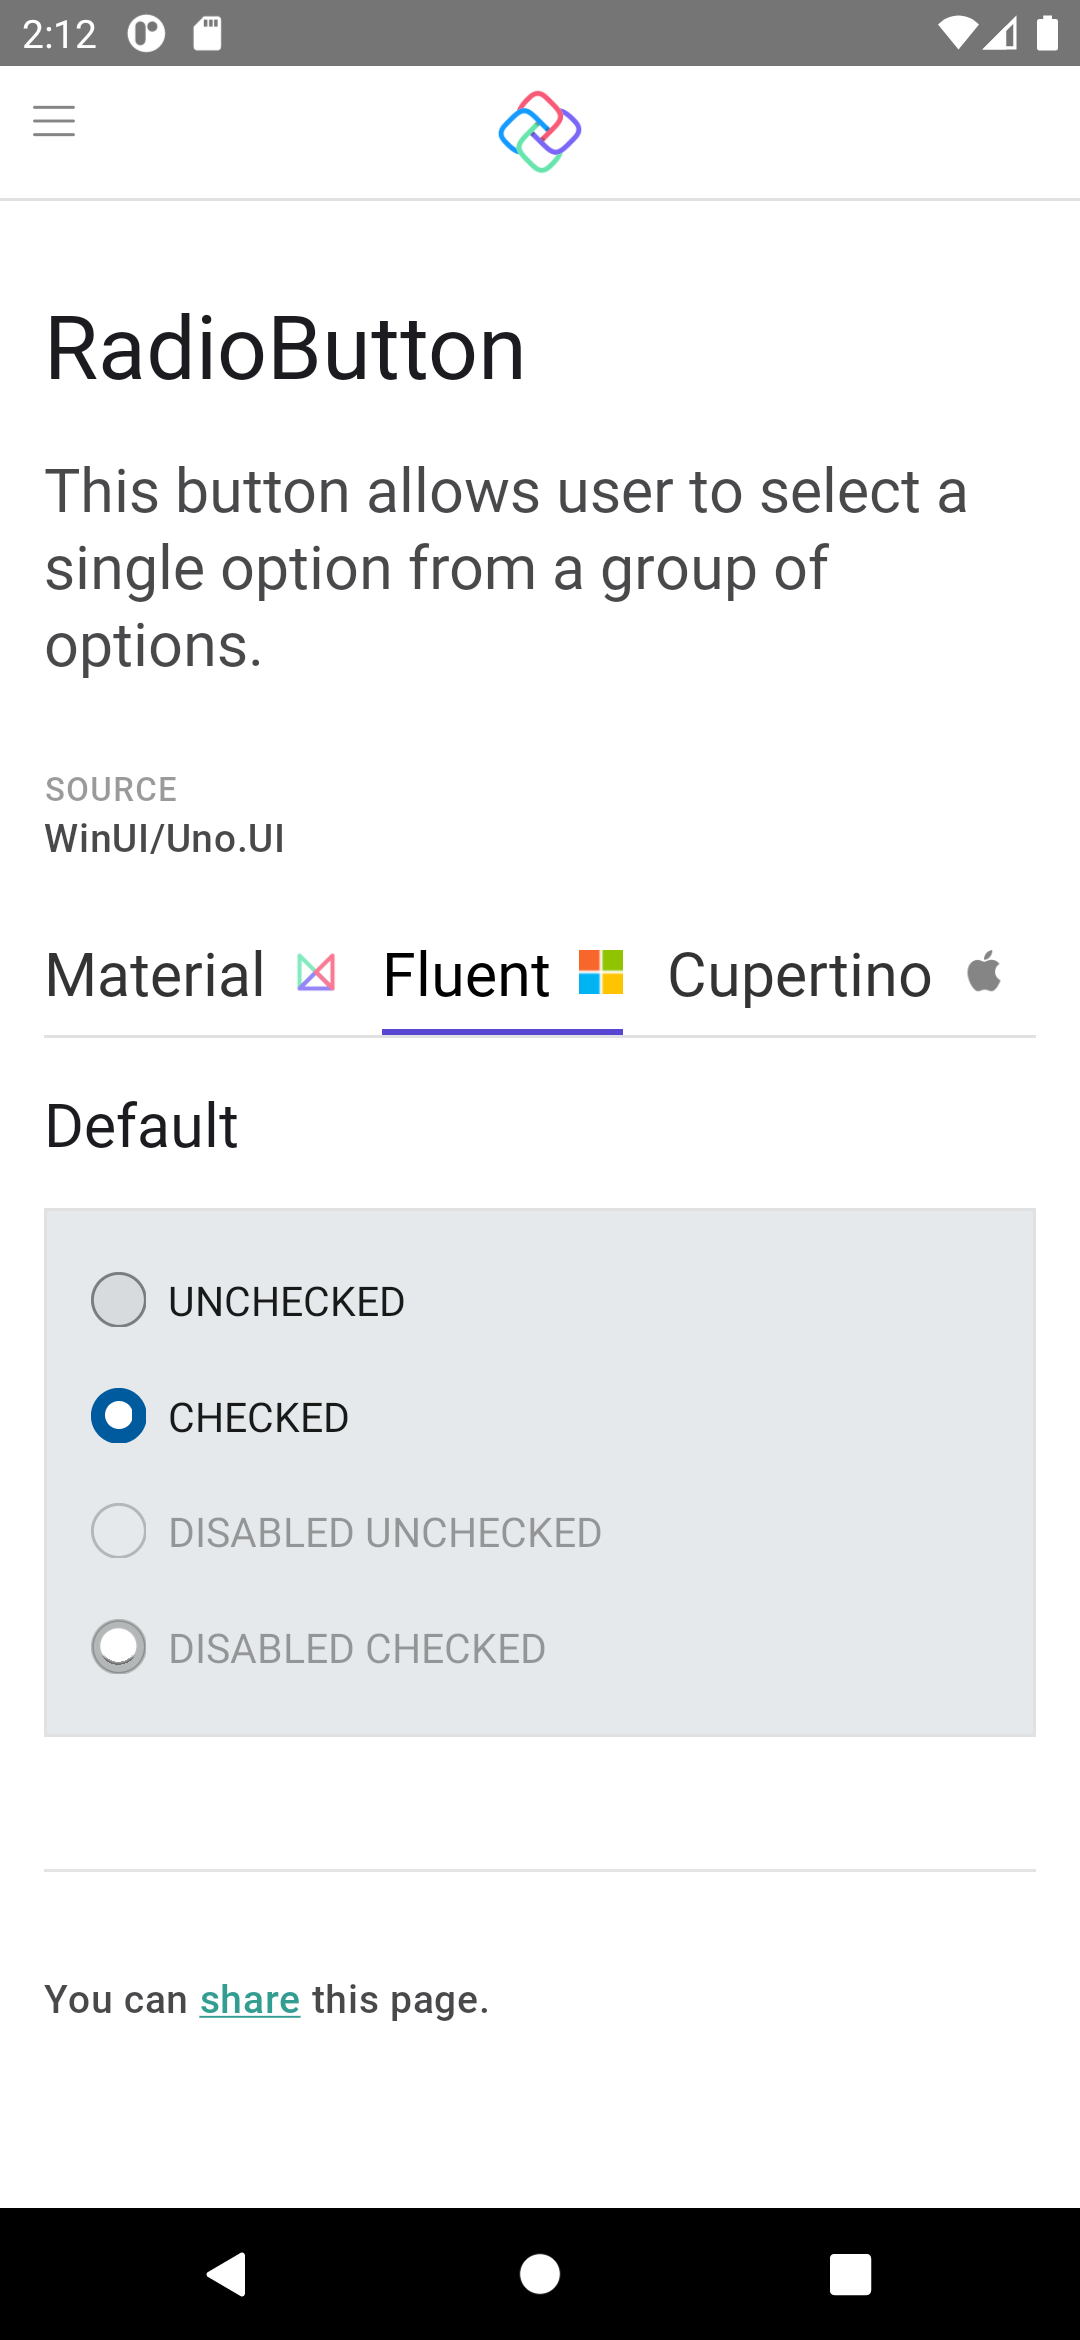 2:12
RadioButton
This button allows user to select a
single option from a group of
options.
SOURCE
WinUI/Uno.UI
Material Fluent Cupertino
Default
UNCHECKED
CHECKED
DISABLED UNCHECKED
DISABLED CHECKED
You can share this page.